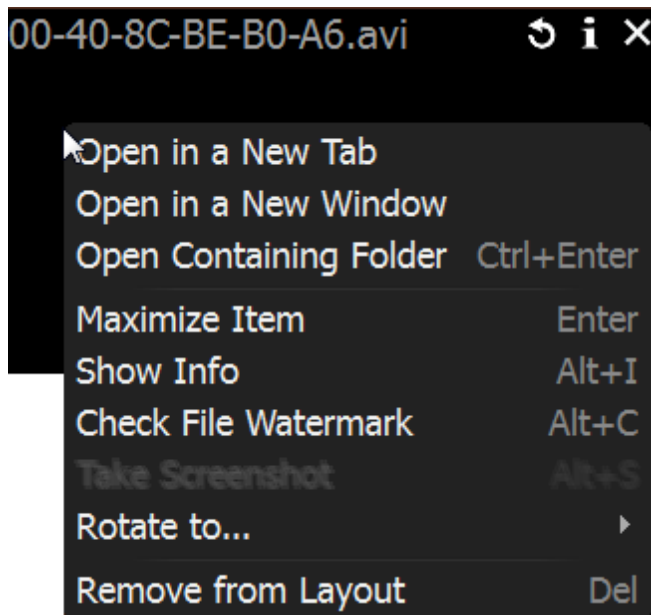 00-40-8C-BE-B0-A6.avi
Open in a New Tab
Open in a New Window
Open Containing Folder Ctrl+Enter
Maximize Item Enter
Show Info Alt+I
Check File Watermark Alt+C
Take Screenshot Alt+S
Rotate to...
Remove from Layout Del